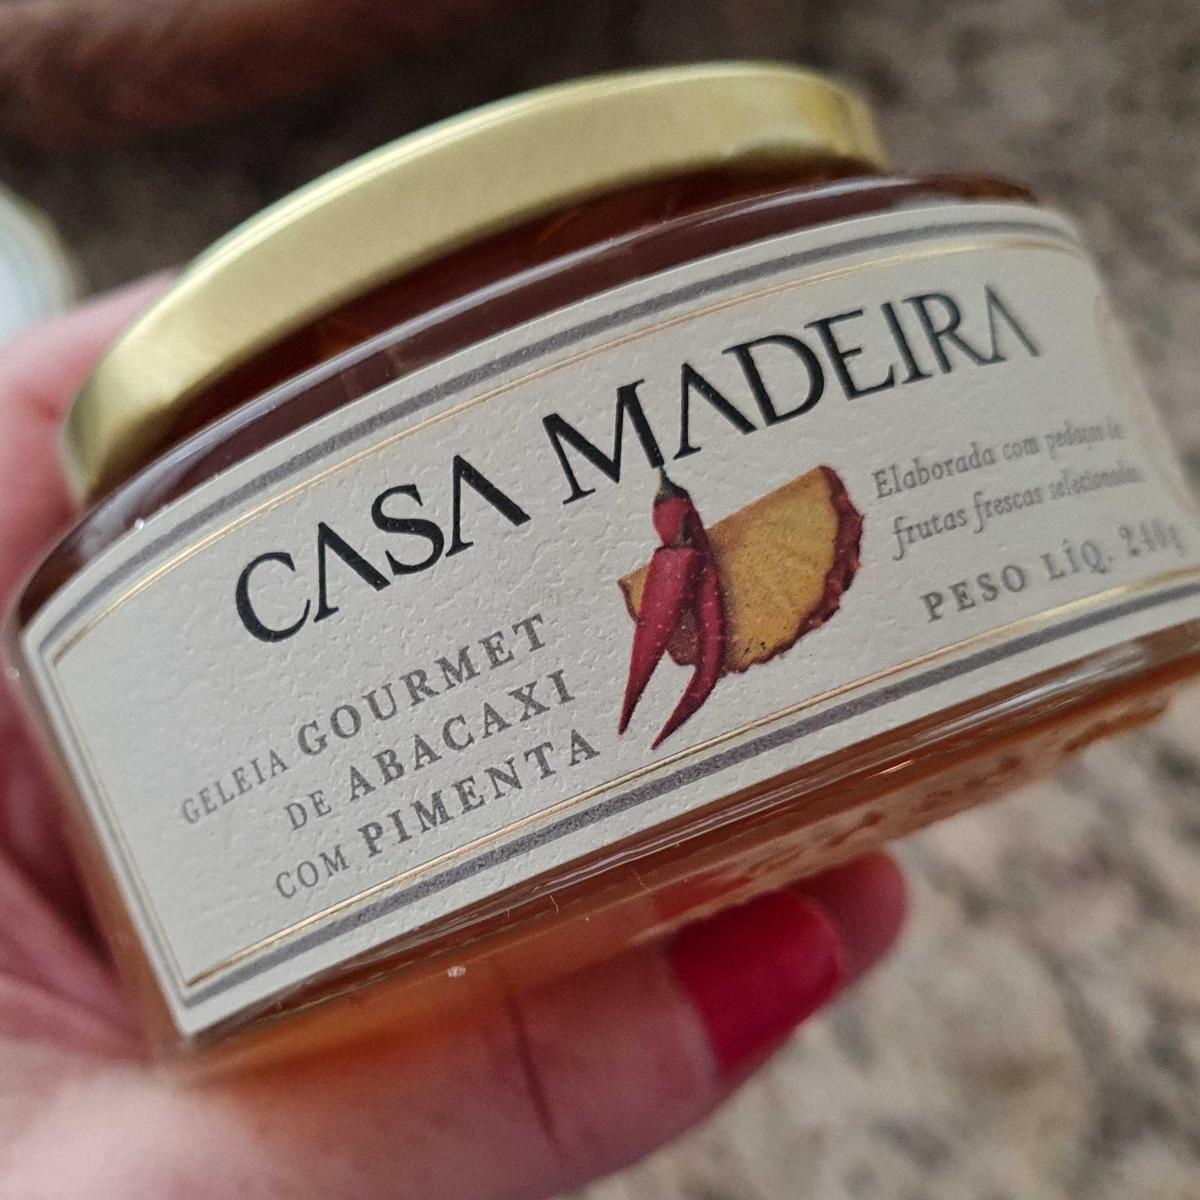 CASA MADEIRA
GELEIA GOURMET
DE ABACAXI
COM PIMENTA
Elaborada com pedaços de
frutas frescas selecionadas
PESO LÍQ. 240g